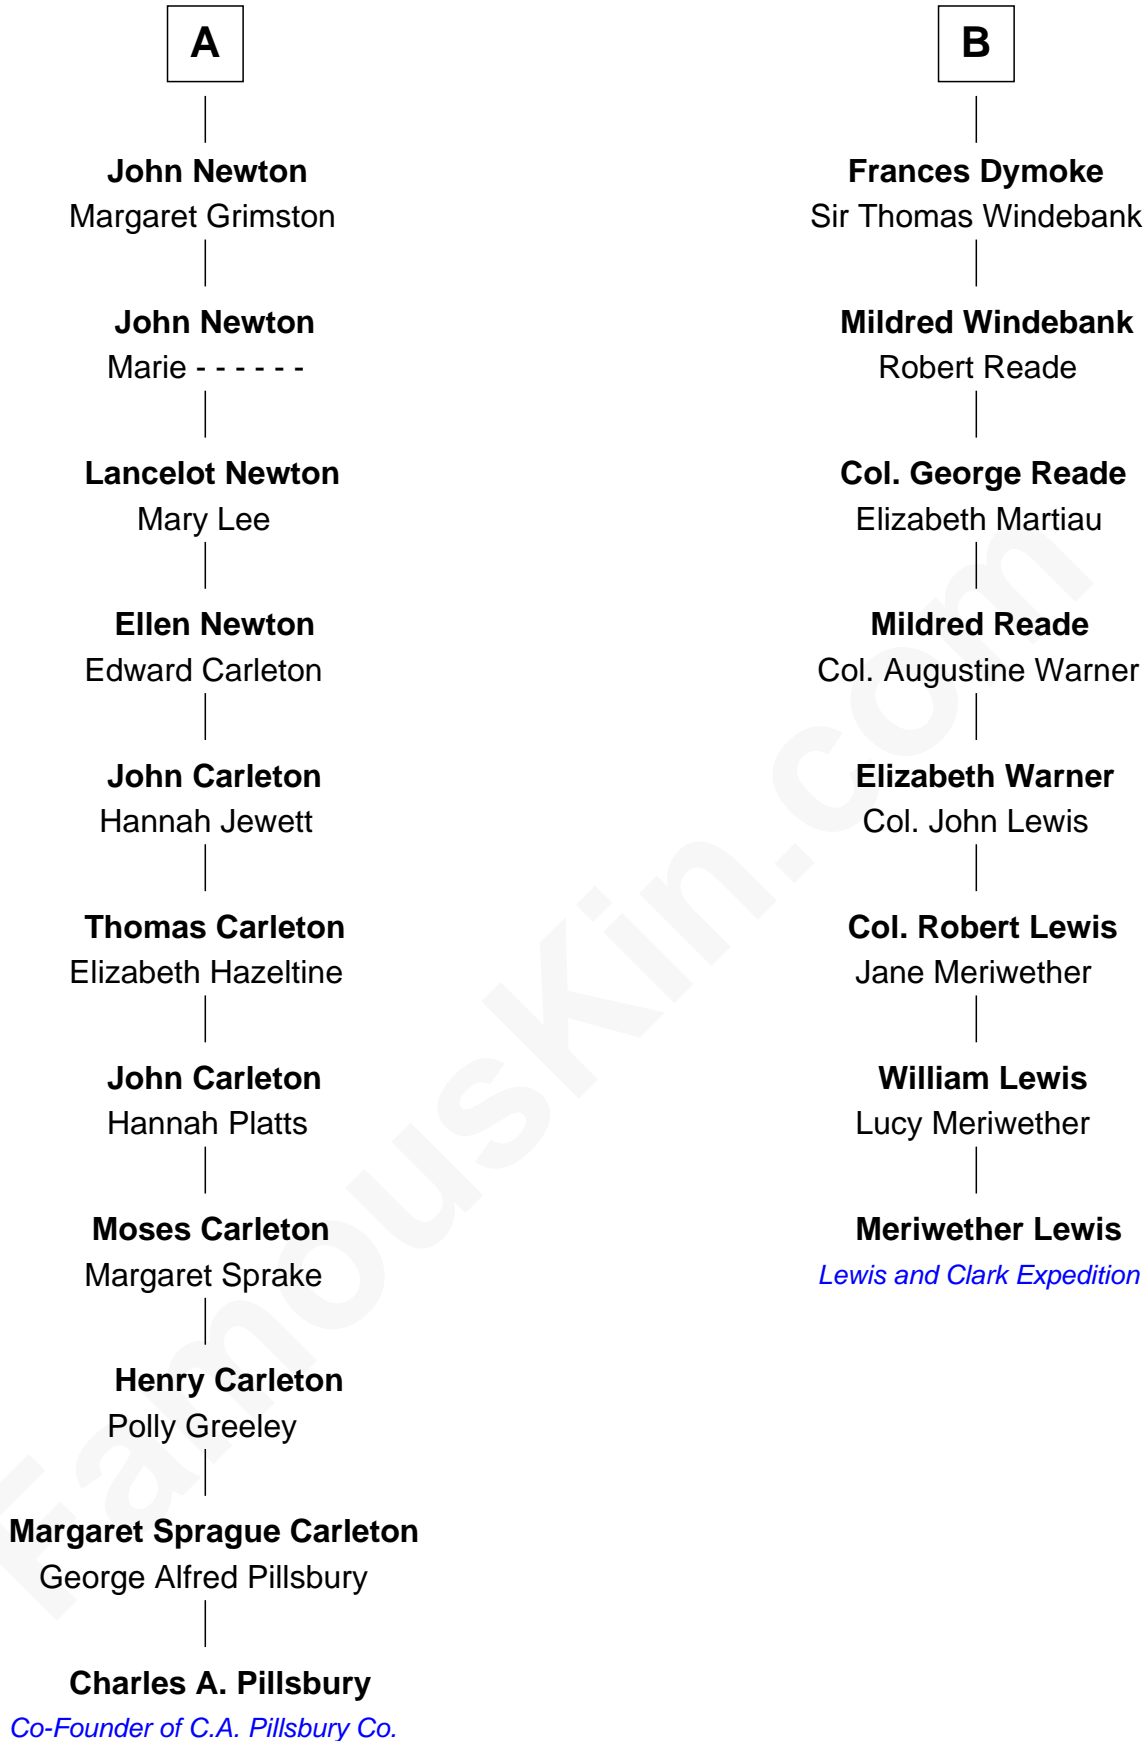 A
John Newton
Margaret Grimston
John Newton
Marie - - - - - -
Lancelot Newton
Mary Lee
Ellen Newton
Edward Carleton
John Carleton
Hannah Jewett
Thomas Carleton
Elizabeth Hazeltine
John Carleton
Hannah Platts
Moses Carleton
Margaret Sprake
Henry Carleton
Polly Greeley
Margaret Sprague Carleton
George Alfred Pillsbury
Charles A. Pillsbury
Co-Founder of C.A. Pillsbury Co.
B
Frances Dymoke
Sir Thomas Windebank
Mildred Windebank
Robert Reade
Col. George Reade
Elizabeth Martiau
Mildred Reade
Col. Augustine Warner
Elizabeth Warner
Col. John Lewis
Col. Robert Lewis
Jane Meriwether
William Lewis
Lucy Meriwether
Meriwether Lewis
Lewis and Clark Expedition
FamousKin.com